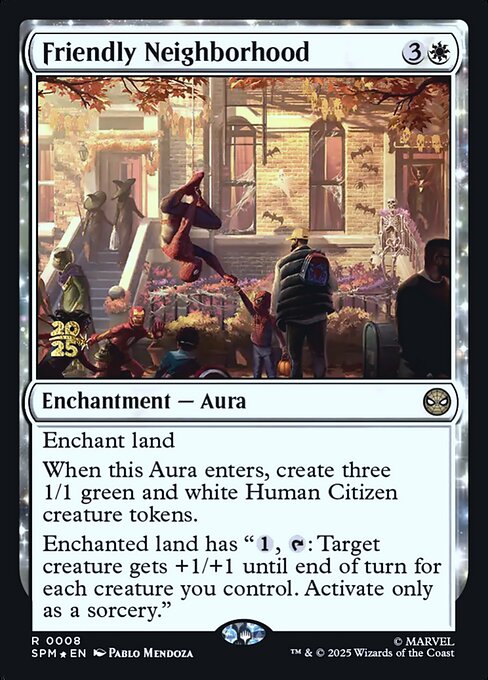 Friendly Neighborhood 3
20
25
Enchantment — Aura
Enchant land
When this Aura enters, create three
1/1 green and white Human Citizen
creature tokens.
Enchanted land has “1, : Target
creature gets +1/+1 until end of turn for
each creature you control. Activate only
as a sorcery.”
R 0008
SPM★EN Pablo Mendoza
© MARVEL
™ & © 2025 Wizards of the Coast